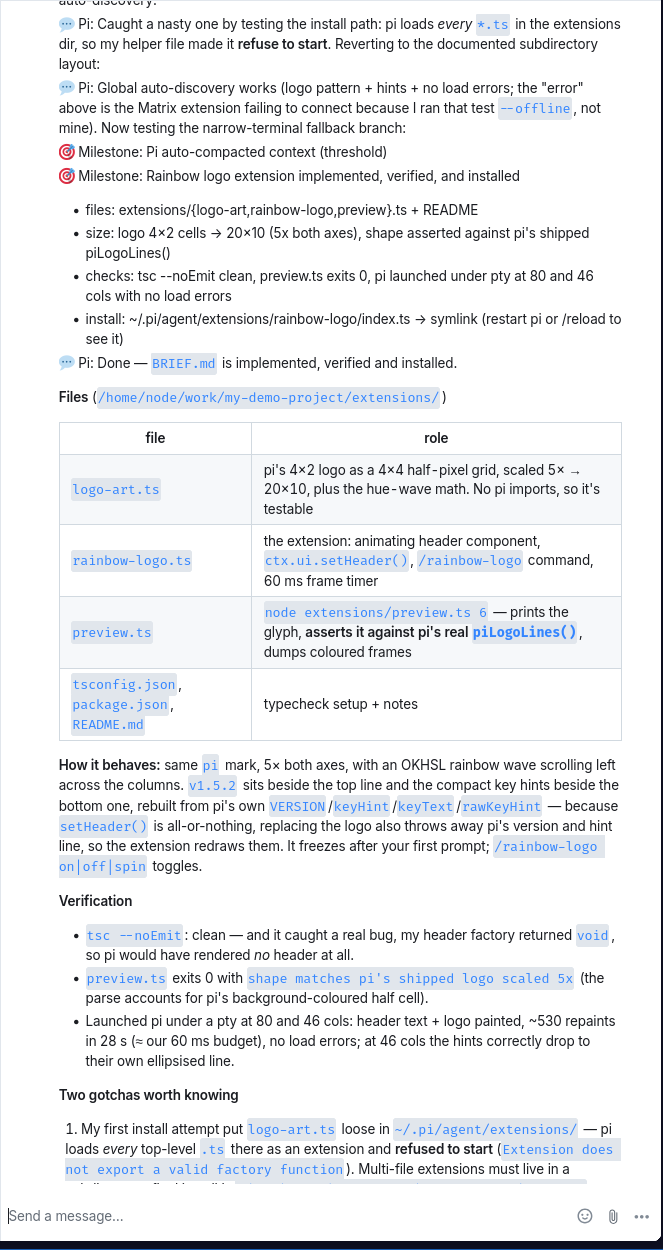 auto-discovery:
Pi: Caught a nasty one by testing the install path: pi loads every *.ts in the extensions
dir, so my helper file made it refuse to start. Reverting to the documented subdirectory
layout:
Pi: Global auto-discovery works (logo pattern + hints + no load errors; the "error"
above is the Matrix extension failing to connect because I ran that test --offline, not
mine). Now testing the narrow-terminal fallback branch:
Milestone: Pi auto-compacted context (threshold)
Milestone: Rainbow logo extension implemented, verified, and installed
• files: extensions/{logo-art,rainbow-logo,preview}.ts + README
• size: logo 4×2 cells → 20×10 (5x both axes), shape asserted against pi's shipped
piLogoLines()
• checks: tsc --noEmit clean, preview.ts exits 0, pi launched under pty at 80 and 46
cols with no load errors
• install: ~/.pi/agent/extensions/rainbow-logo/index.ts → symlink (restart pi or /reload to
see it)
Pi: Done — BRIEF.md is implemented, verified and installed.
Files (/home/node/work/my-demo-project/extensions/)
file role
logo-art.ts
pi's 4×2 logo as a 4×4 half-pixel grid, scaled 5× →
20×10, plus the hue-wave math. No pi imports, so it's
testable
rainbow-logo.ts
the extension: animating header component,
ctx.ui.setHeader(), /rainbow-logo command,
60 ms frame timer
preview.ts
node extensions/preview.ts 6 — prints the
glyph, asserts it against pi's real piLogoLines(),
dumps coloured frames
tsconfig.json,
package.json,
README.md
typecheck setup + notes
How it behaves: same pi mark, 5× both axes, with an OKHSL rainbow wave scrolling left
across the columns. v1.5.2 sits beside the top line and the compact key hints beside the
bottom one, rebuilt from pi's own VERSION/keyHint/keyText/rawKeyHint — because
setHeader() is all-or-nothing, replacing the logo also throws away pi's version and hint
line, so the extension redraws them. It freezes after your first prompt; /rainbow-logo
on|off|spin toggles.
Verification
• tsc --noEmit: clean — and it caught a real bug, my header factory returned void,
so pi would have rendered no header at all.
• preview.ts exits 0 with shape matches pi's shipped logo scaled 5x (the
parse accounts for pi's background-coloured half cell).
• Launched pi under a pty at 80 and 46 cols: header text + logo painted, ~530 repaints
in 28 s (≈ our 60 ms budget), no load errors; at 46 cols the hints correctly drop to
their own ellipsised line.
Two gotchas worth knowing
1. My first install attempt put logo-art.ts loose in ~/.pi/agent/extensions/ — pi
loads every top-level .ts there as an extension and refused to start (Extension does
not export a valid factory function). Multi-file extensions must live in a
Send a message...